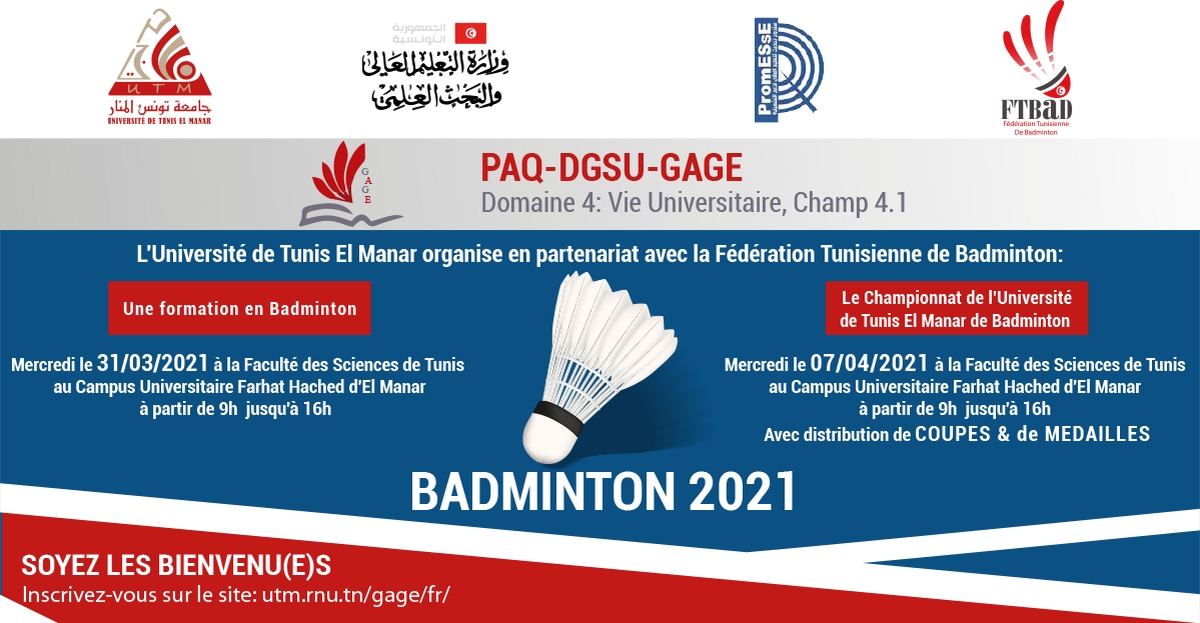 UTM
جامعة تونس المنار
UNIVERSITÉ DE TUNIS EL MANAR
الجمهورية
التونسية
وزارة التعليم العالي
والبحث العلمي
PromESsE
FTBaD
Fédération Tunisienne
De Badminton
GAGE
PAQ-DGSU-GAGE
Domaine 4: Vie Universitaire, Champ 4.1
L'Université de Tunis El Manar organise en partenariat avec la Fédération Tunisienne de Badminton:
Une formation en Badminton
Mercredi le 31/03/2021 à la Faculté des Sciences de Tunis
au Campus Universitaire Farhat Hached d'El Manar
à partir de 9h jusqu'à 16h
Le Championnat de l'Université
de Tunis El Manar de Badminton
Mercredi le 07/04/2021 à la Faculté des Sciences de Tunis
au Campus Universitaire Farhat Hached d'El Manar
à partir de 9h jusqu'à 16h
Avec distribution de COUPES & de MEDAILLES
BADMINTON 2021
SOYEZ LES BIENVENU(E)S
Inscrivez-vous sur le site: utm.rnu.tn/gage/fr/